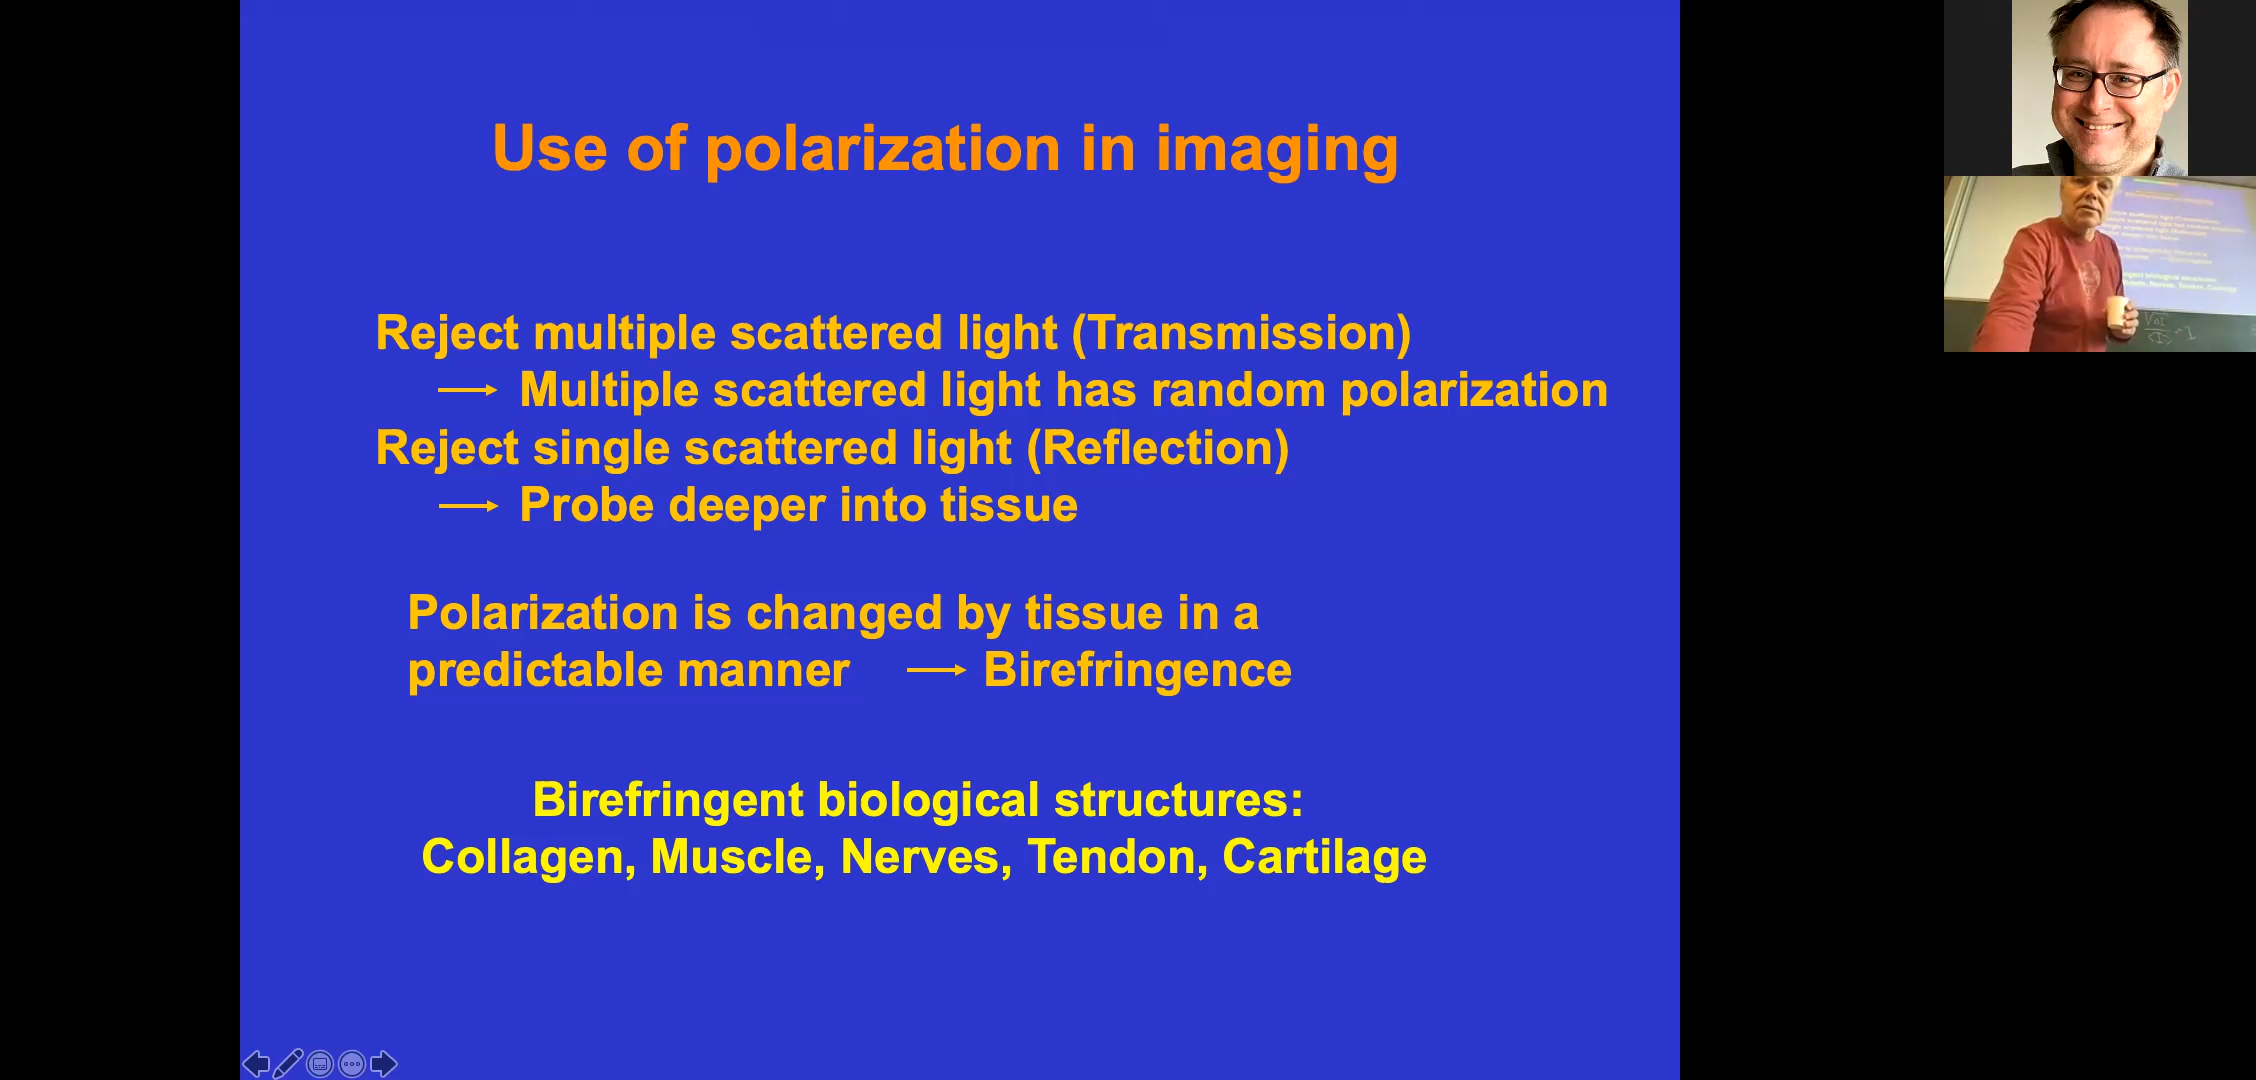 Use of polarization in imaging
Reject multiple scattered light (Transmission)
→ Multiple scattered light has random polarization
Reject single scattered light (Reflection)
→ Probe deeper into tissue
Polarization is changed by tissue in a
predictable manner → Birefringence
Birefringent biological structures:
Collagen, Muscle, Nerves, Tendon, Cartilage